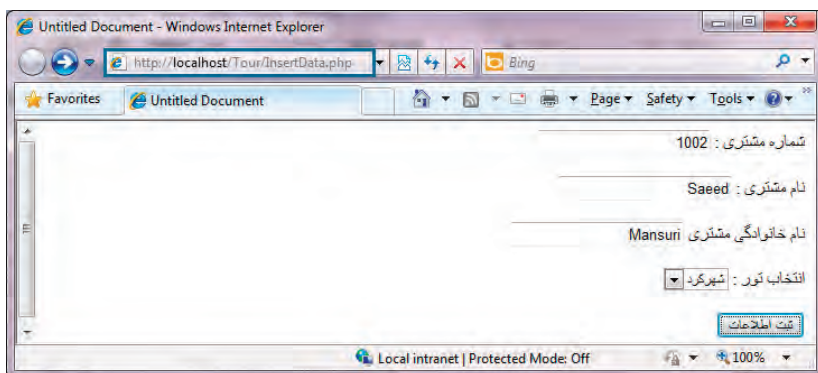 Untitled Document - Windows Internet Explorer
http://localhost/Tour/InsertData.php
Bing
Favorites
Untitled Document
Page
Safety
Tools
شماره مشتری : 1002
نام مشتری : Saeed
نام خانوادگی مشتری Mansuri
انتخاب تور : شهرکرد
ثبت اطلاعات
Local intranet | Protected Mode: Off
100%